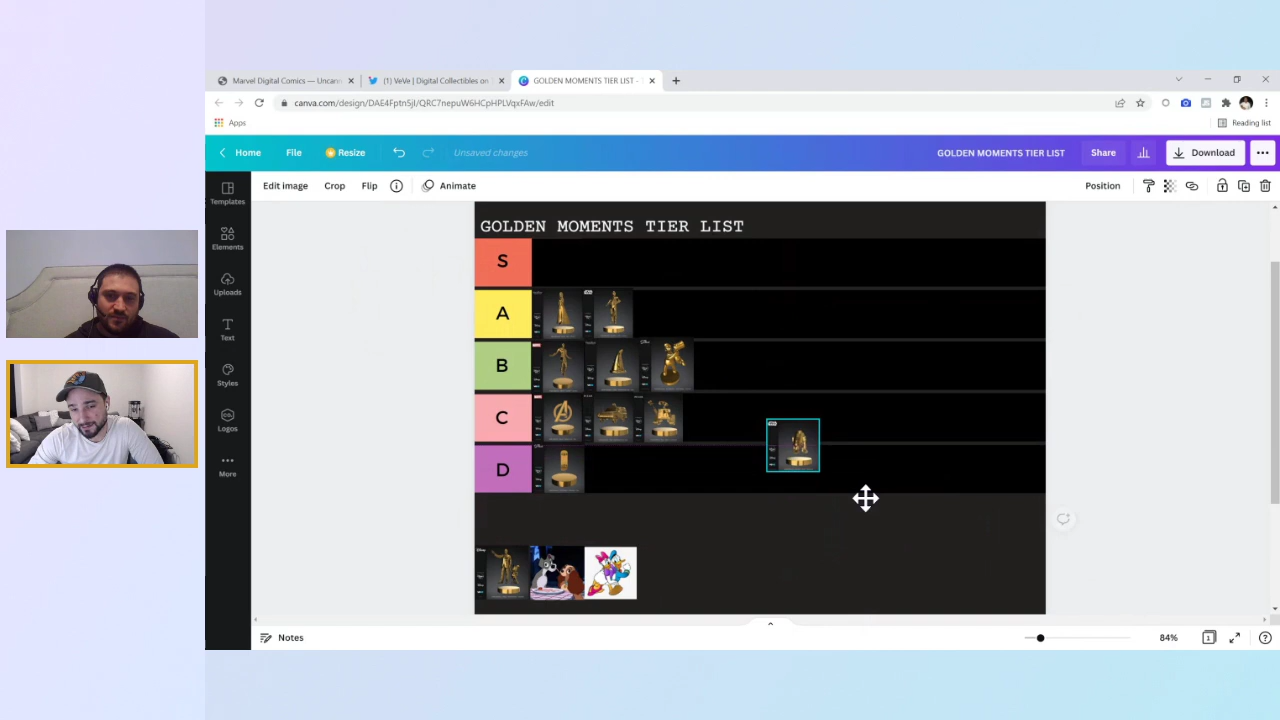 Marvel Digital Comics — Uncann
(1) VeVe | Digital Collectibles on
GOLDEN MOMENTS TIER LIST -
canva.com/design/DAE4Fptn5jI/QRC7nepuW6HCpHPLVqxFAw/edit
Apps
Reading list
Home
File
Resize
Unsaved changes
GOLDEN MOMENTS TIER LIST
Share
Download
Edit image
Crop
Flip
Animate
Position
Templates
Elements
Uploads
Text
Styles
Logos
More
GOLDEN MOMENTS TIER LIST
S
A
B
C
D
Notes
84%
1